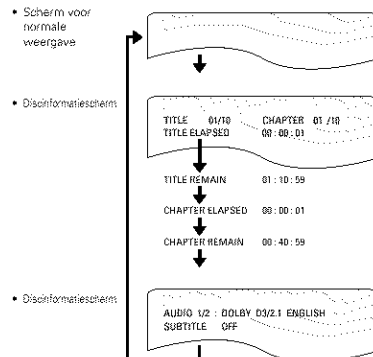 • Scherm voor
normale
weergave
• Discinformatiescherm
TITLE 01/10 CHAPTER 01 /10
TITLE ELAPSED 00:00:01
TITLE REMAIN 01:10:59
CHAPTER ELAPSED 00:00:01
CHAPTER REMAIN 00:40:59
• Discinformatiescherm
AUDIO 1/2 : DOLBY D3/2.1 ENGLISH
SUBTITLE OFF